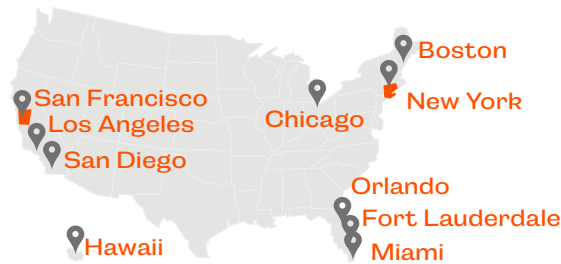 Boston
San Francisco
New York
Chicago
Los Angeles
San Diego
Orlando
Fort Lauderdale
Hawaii
Miami